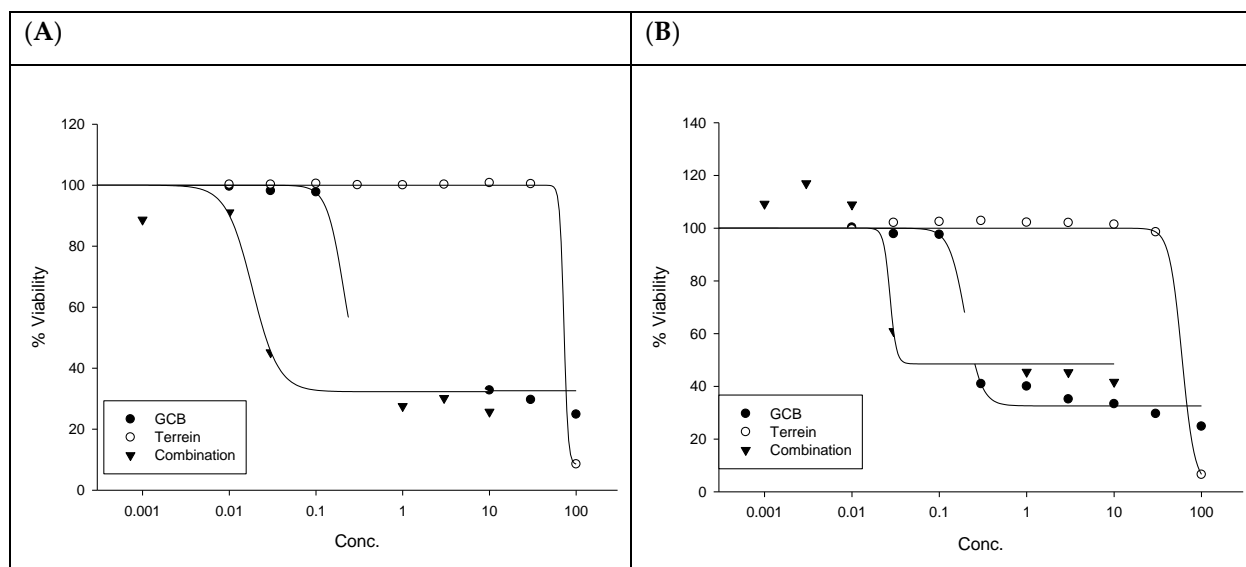 (A)
(B)
120
100
80
60
40
20
0
% Viability
0.001 0.01 0.1 1 10 100
Conc.
GCB
Terrein
Combination
140
120
100
80
60
40
20
0
% Viability
0.001 0.01 0.1 1 10 100
Conc.
GCB
Terrein
Combination